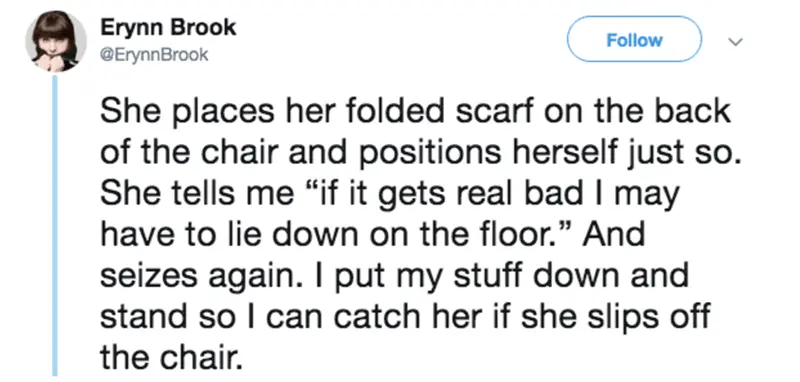 Erynn Brook
@ErynnBrook
Follow
She places her folded scarf on the back
of the chair and positions herself just so.
She tells me “if it gets real bad I may
have to lie down on the floor.” And
seizes again. I put my stuff down and
stand so I can catch her if she slips off
the chair.